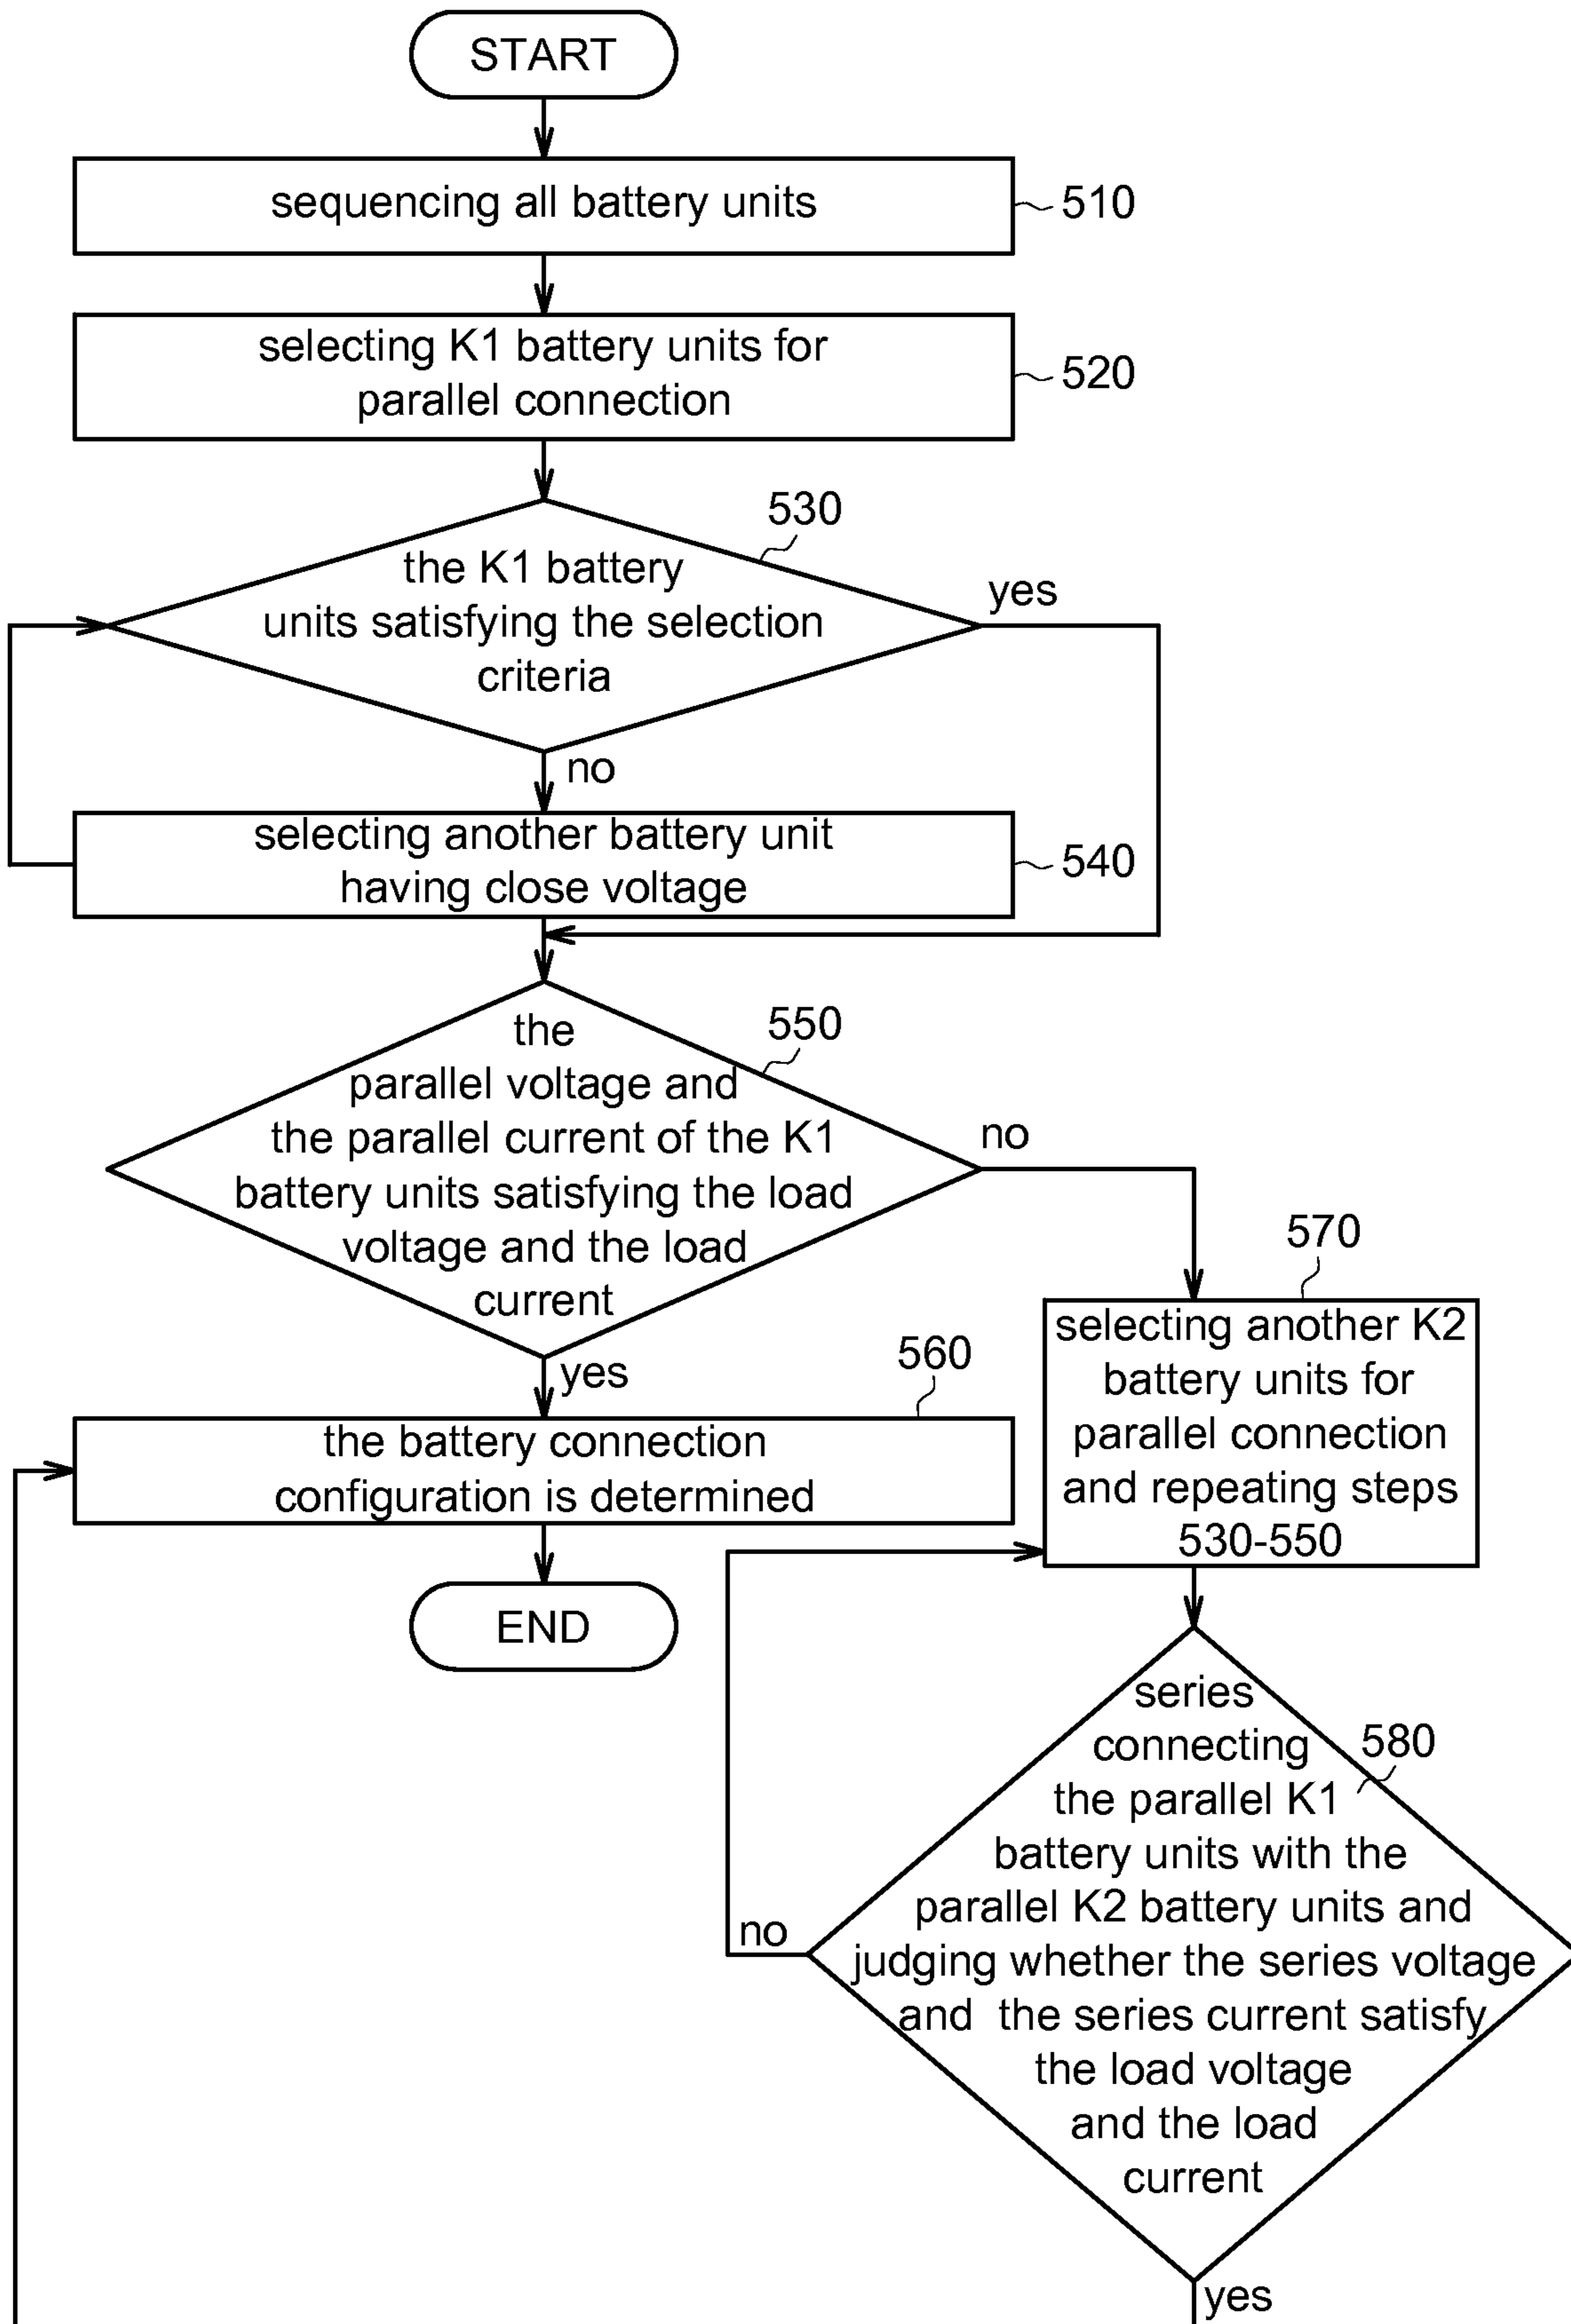 START
sequencing all battery units
510
selecting K1 battery units for
parallel connection
520
530
the K1 battery
units satisfying the selection
criteria
yes
no
selecting another battery unit
having close voltage
540
550
the
parallel voltage and
the parallel current of the K1
battery units satisfying the load
voltage and the load
current
no
yes
560
the battery connection
configuration is determined
END
570
selecting another K2
battery units for
parallel connection
and repeating steps
530-550
580
series
connecting
the parallel K1
battery units with the
parallel K2 battery units and
judging whether the series voltage
and the series current satisfy
the load voltage
and the load
current
no
yes